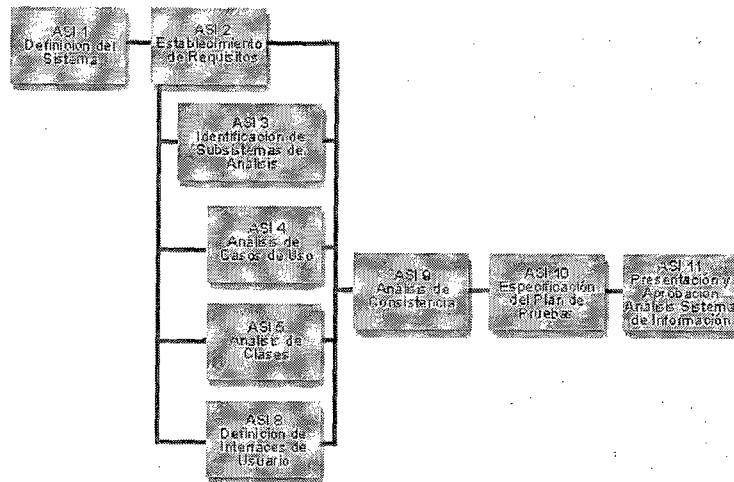 ASI 1
Definición del
Sistema
ASI 2
Establecimiento
de Requisitos
ASI 3
Identificación de
Subsistemas de
Análisis
ASI 4
Análisis de
Casos de Uso
ASI 5
Análisis de
Clases
ASI 8
Definición de
Interfaces de
Usuario
ASI 9
Análisis de
Consistencia
ASI 10
Especificación
del Plan de
Pruebas
ASI 11
Presentación y
Aprobación
Análisis Sistema
de Información